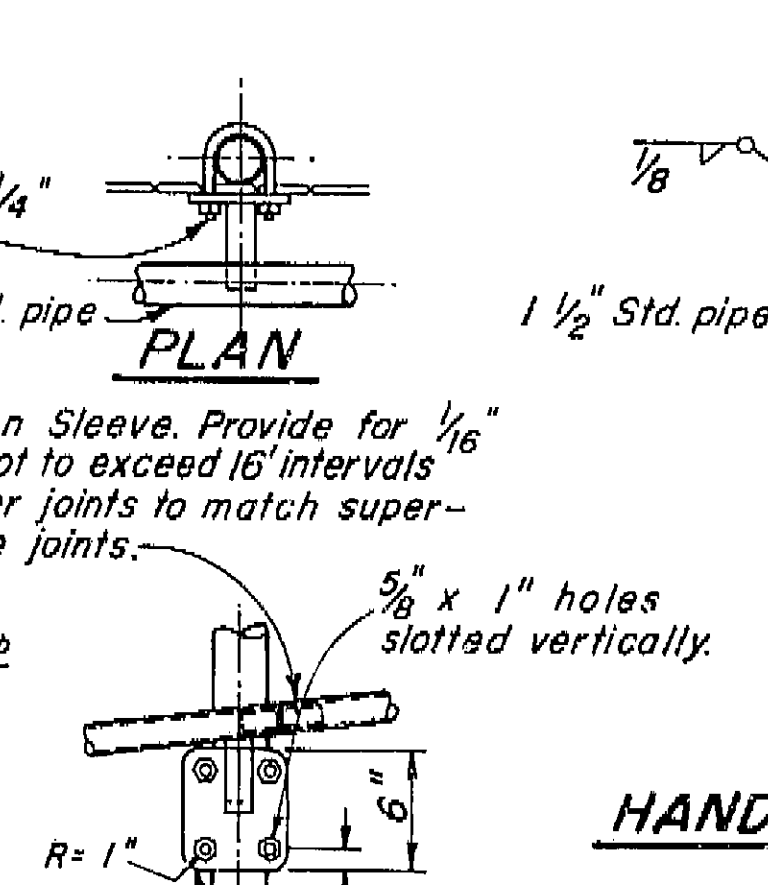 1/4"
1/8
pipe
1 1/2" Std. pipe
PLAN
n Sleeve. Provide for 1/16"
ot to exceed 16' intervals
r joints to match super-
e joints.
5/8" x 1" holes
slotted vertically.
6"
HAND
R= 1"